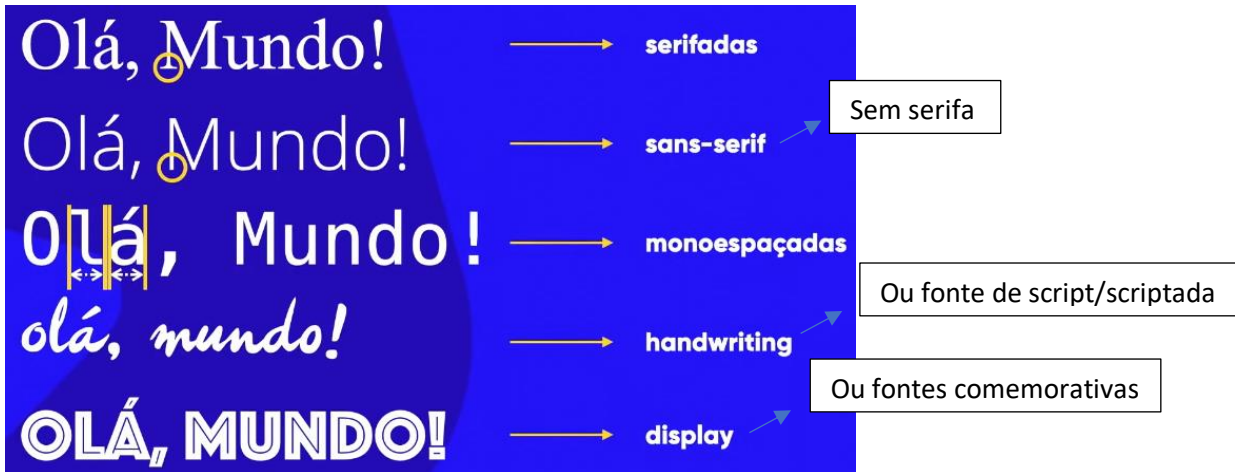 Olá, Mundo! serifadas
Sem serifa
Olá, Mundo! sans-serif
Olá, Mundo! monoespaçadas
Ou fonte de script/scriptada
olá, mundo! handwriting
Ou fontes comemorativas
OLÁ, MUNDO! display